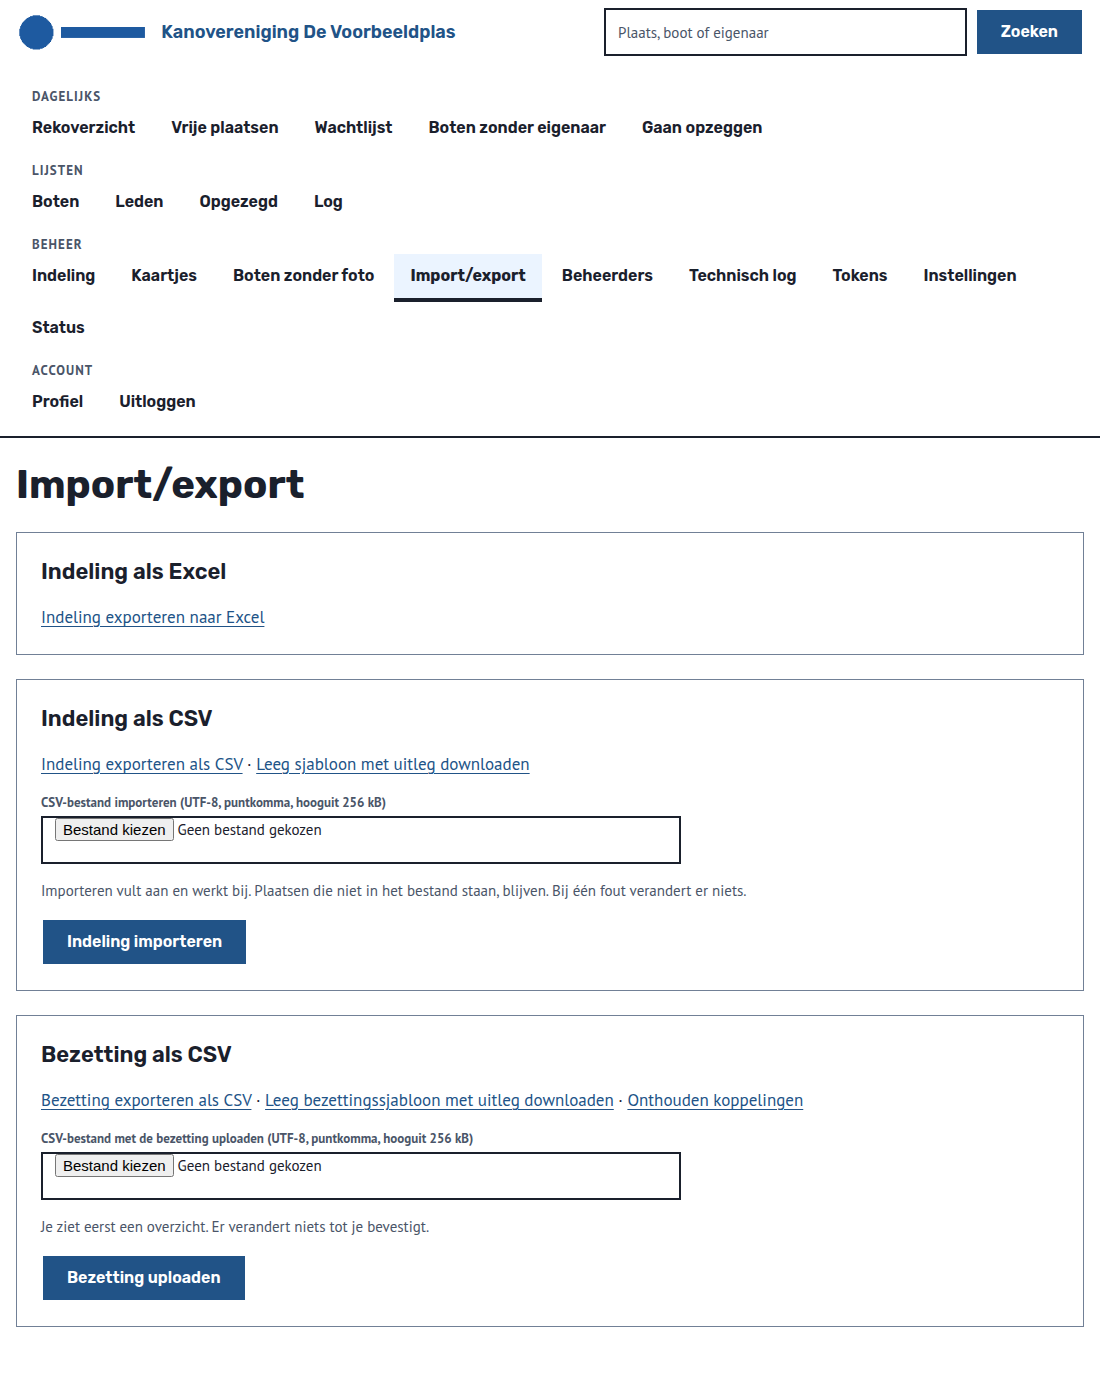 Kanovereniging De Voorbeeldplas
Plaats, boot of eigenaar
Zoeken
DAGELIJKS
Rekoverzicht Vrije plaatsen Wachtlijst Boten zonder eigenaar Gaan opzeggen
LIJSTEN
Boten Leden Opgezegd Log
BEHEER
Indeling Kaartjes Boten zonder foto Import/export Beheerders Technisch log Tokens Instellingen
Status
ACCOUNT
Profiel Uitloggen
Import/export
Indeling als Excel
Indeling exporteren naar Excel
Indeling als CSV
Indeling exporteren als CSV · Leeg sjabloon met uitleg downloaden
CSV-bestand importeren (UTF-8, puntkomma, hooguit 256 kB)
Bestand kiezen Geen bestand gekozen
Importeren vult aan en werkt bij. Plaatsen die niet in het bestand staan, blijven. Bij één fout verandert er niets.
Indeling importeren
Bezetting als CSV
Bezetting exporteren als CSV · Leeg bezettingssjabloon met uitleg downloaden · Onthouden koppelingen
CSV-bestand met de bezetting uploaden (UTF-8, puntkomma, hooguit 256 kB)
Bestand kiezen Geen bestand gekozen
Je ziet eerst een overzicht. Er verandert niets tot je bevestigt.
Bezetting uploaden